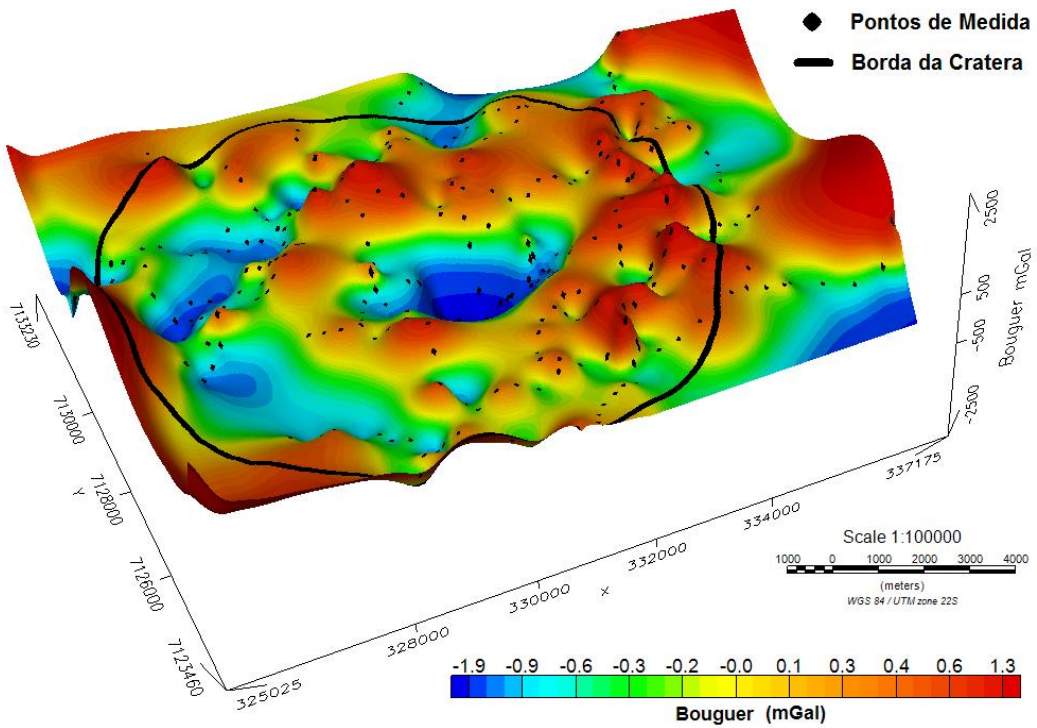 Pontos de Medida
Borda da Cratera
2500
500
-500
-2500
Bouguer mGal
7133230
7130000
7128000
7126000
7123460
Y
325025
328000
330000
332000
334000
337175
X
Scale 1:100000
1000 0 1000 2000 3000 4000
(meters)
WGS 84 / UTM zone 22S
-1.9 -0.9 -0.6 -0.3 -0.2 -0.0 0.1 0.3 0.4 0.6 1.3
Bouguer (mGal)